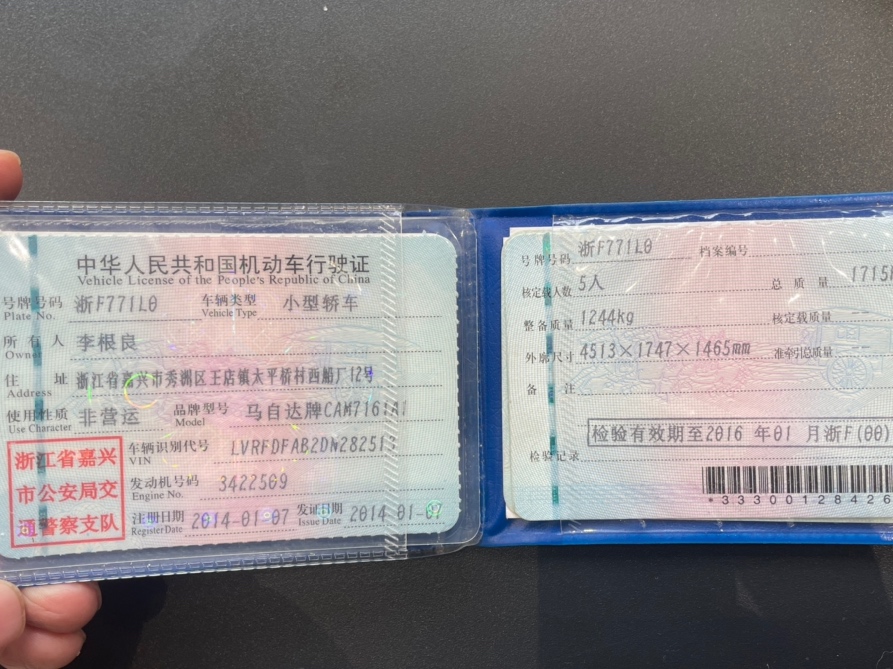 中华人民共和国机动车行驶证
Vehicle License of the People's Republic of China
号牌号码 浙F771L0 车辆类型 小型轿车
Plate No. Vehicle Type
所有人 李根良
Owner
住址 浙江省嘉兴市秀洲区王店镇太平桥村西船厂12号
Address
使用性质 非营运 品牌型号 马自达牌CAM7161A1
Use Character Model
浙江省嘉兴
市公安局交
通警察支队
车辆识别代号 LVRFDFAB2DN282513
VIN
发动机号码 3422569
Engine No.
注册日期 2014-01-07 发证日期 2014-01-07
Register Date Issue Date
号牌号码 浙F771L0 档案编号
核定载人数 5人 总质量 1715
整备质量 1244kg 核定载质量 --
外廓尺寸 4513×1747×1465mm 准牵引总质量 --
备注
检验有效期至2016年01月浙F(00)
检验记录
*33300128426